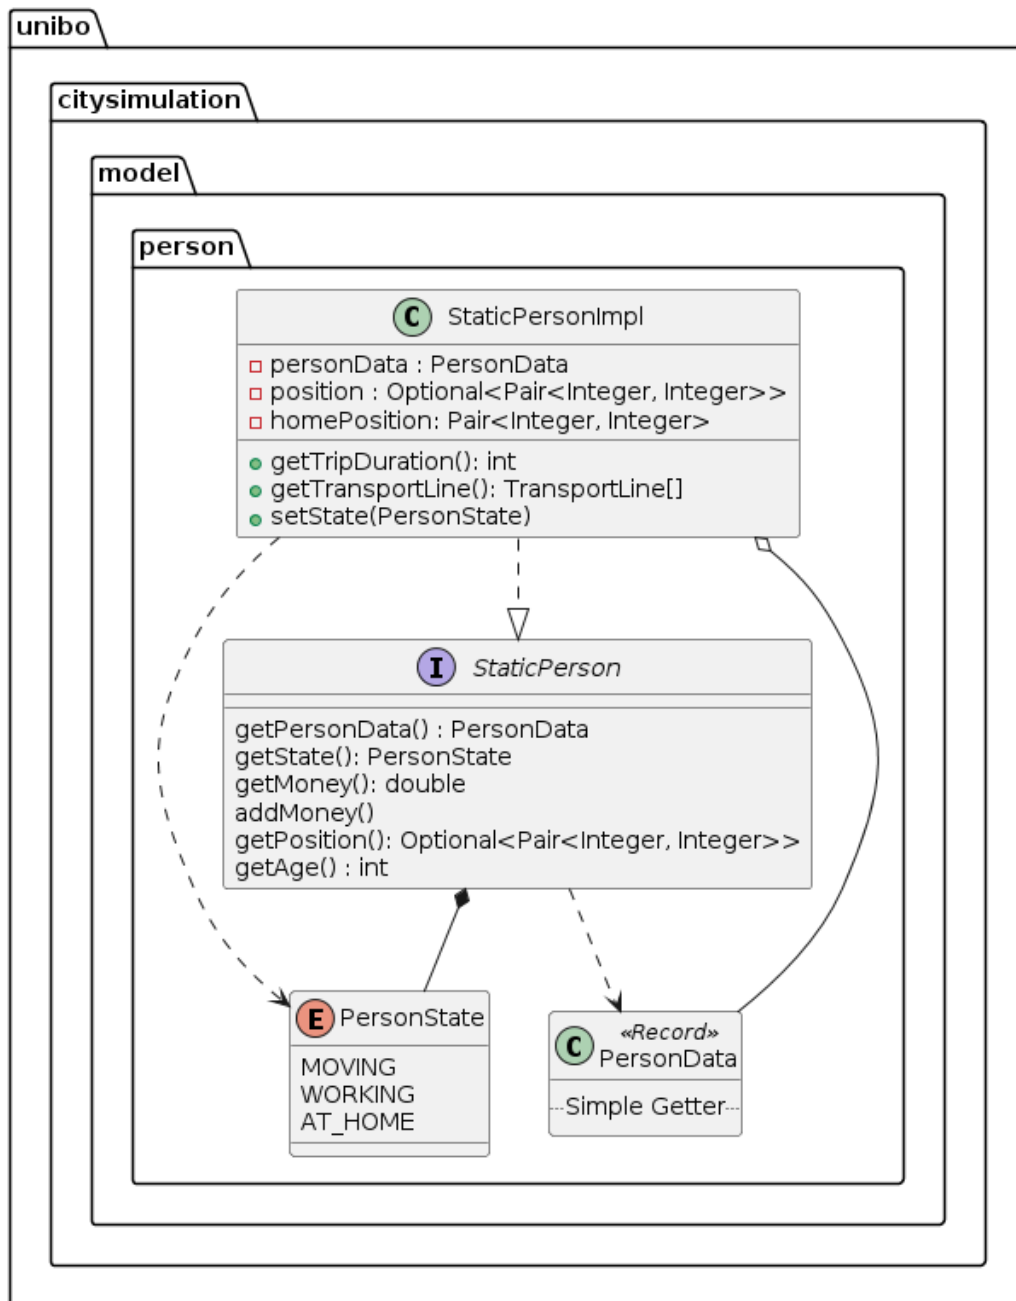 unibo
citysimulation
model
person
C StaticPersonImpl
personData : PersonData
position : Optional<Pair<Integer, Integer>>
homePosition: Pair<Integer, Integer>
getTripDuration(): int
getTransportLine(): TransportLine[]
setState(PersonState)
I StaticPerson
getPersonData() : PersonData
getState(): PersonState
getMoney(): double
addMoney()
getPosition(): Optional<Pair<Integer, Integer>>
getAge() : int
E PersonState
MOVING
WORKING
AT_HOME
C «Record»
PersonData
Simple Getter